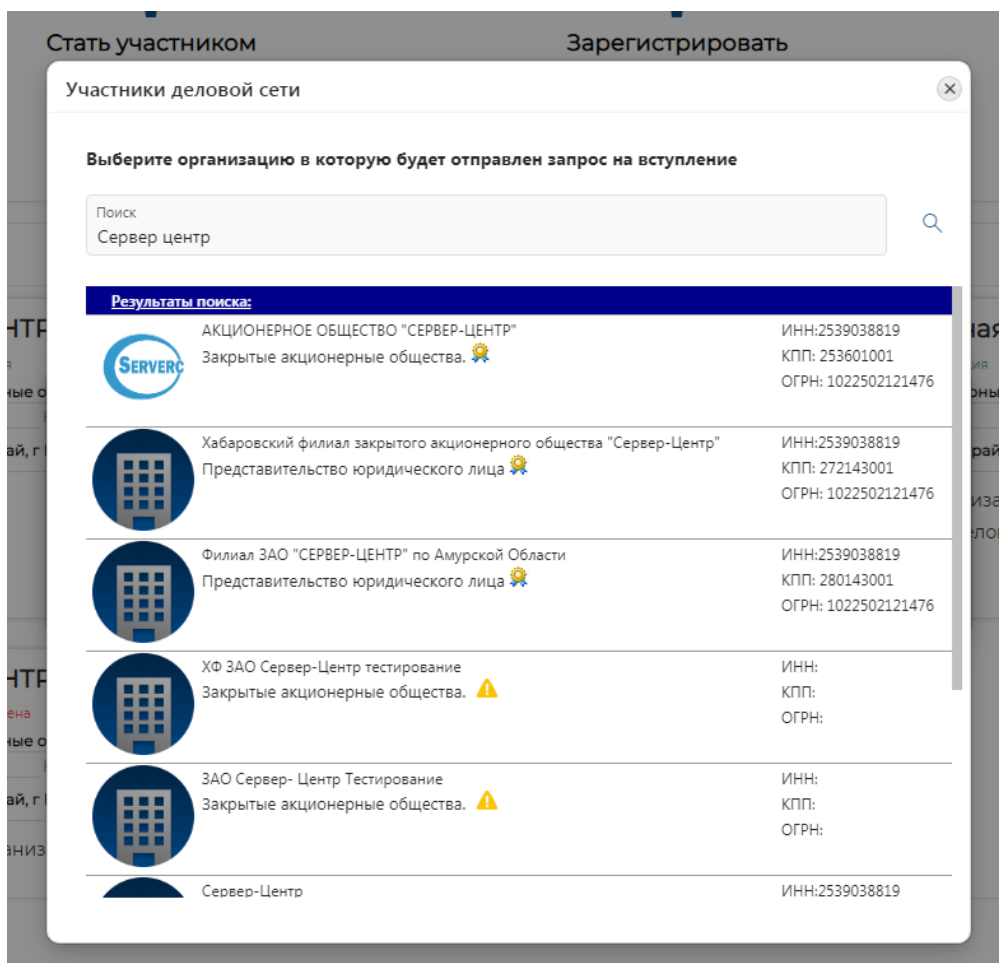 Стать участником
Зарегистрировать
Участники деловой сети
Выберите организацию в которую будет отправлен запрос на вступление
Поиск
Сервер центр
Результаты поиска:
SERVERC
АКЦИОНЕРНОЕ ОБЩЕСТВО "СЕРВЕР-ЦЕНТР"
Закрытые акционерные общества.
ИНН:2539038819
КПП: 253601001
ОГРН: 1022502121476
Хабаровский филиал закрытого акционерного общества "Сервер-Центр"
Представительство юридического лица
ИНН:2539038819
КПП: 272143001
ОГРН: 1022502121476
Филиал ЗАО "СЕРВЕР-ЦЕНТР" по Амурской Области
Представительство юридического лица
ИНН:2539038819
КПП: 280143001
ОГРН: 1022502121476
ХФ ЗАО Сервер-Центр тестирование
Закрытые акционерные общества.
ИНН:
КПП:
ОГРН:
ЗАО Сервер- Центр Тестирование
Закрытые акционерные общества.
ИНН:
КПП:
ОГРН:
Сервер-Центр
ИНН:2539038819